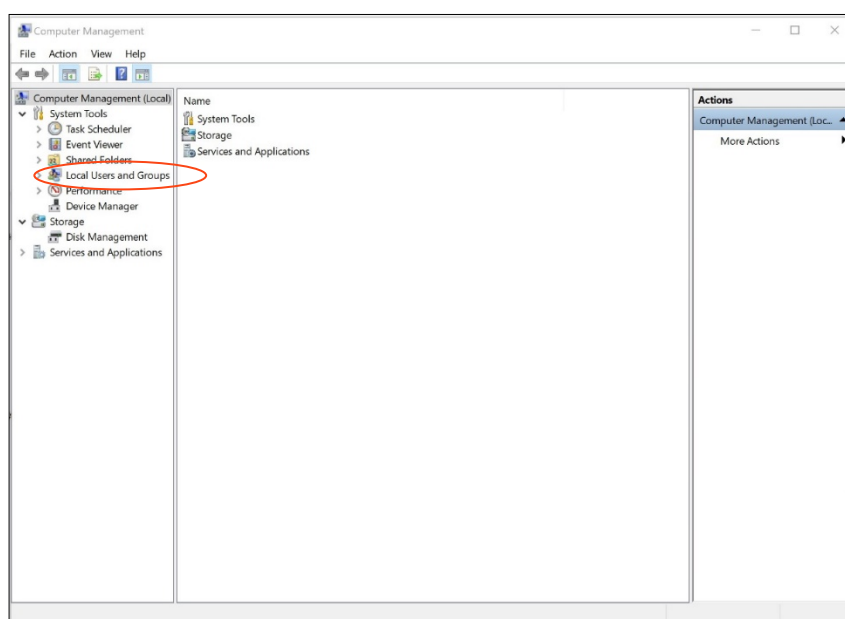 Computer Management
File Action View Help
Computer Management (Local)
System Tools
Task Scheduler
Event Viewer
Shared Folders
Local Users and Groups
Performance
Device Manager
Storage
Disk Management
Services and Applications
Name
System Tools
Storage
Services and Applications
Actions
Computer Management (Loc...
More Actions